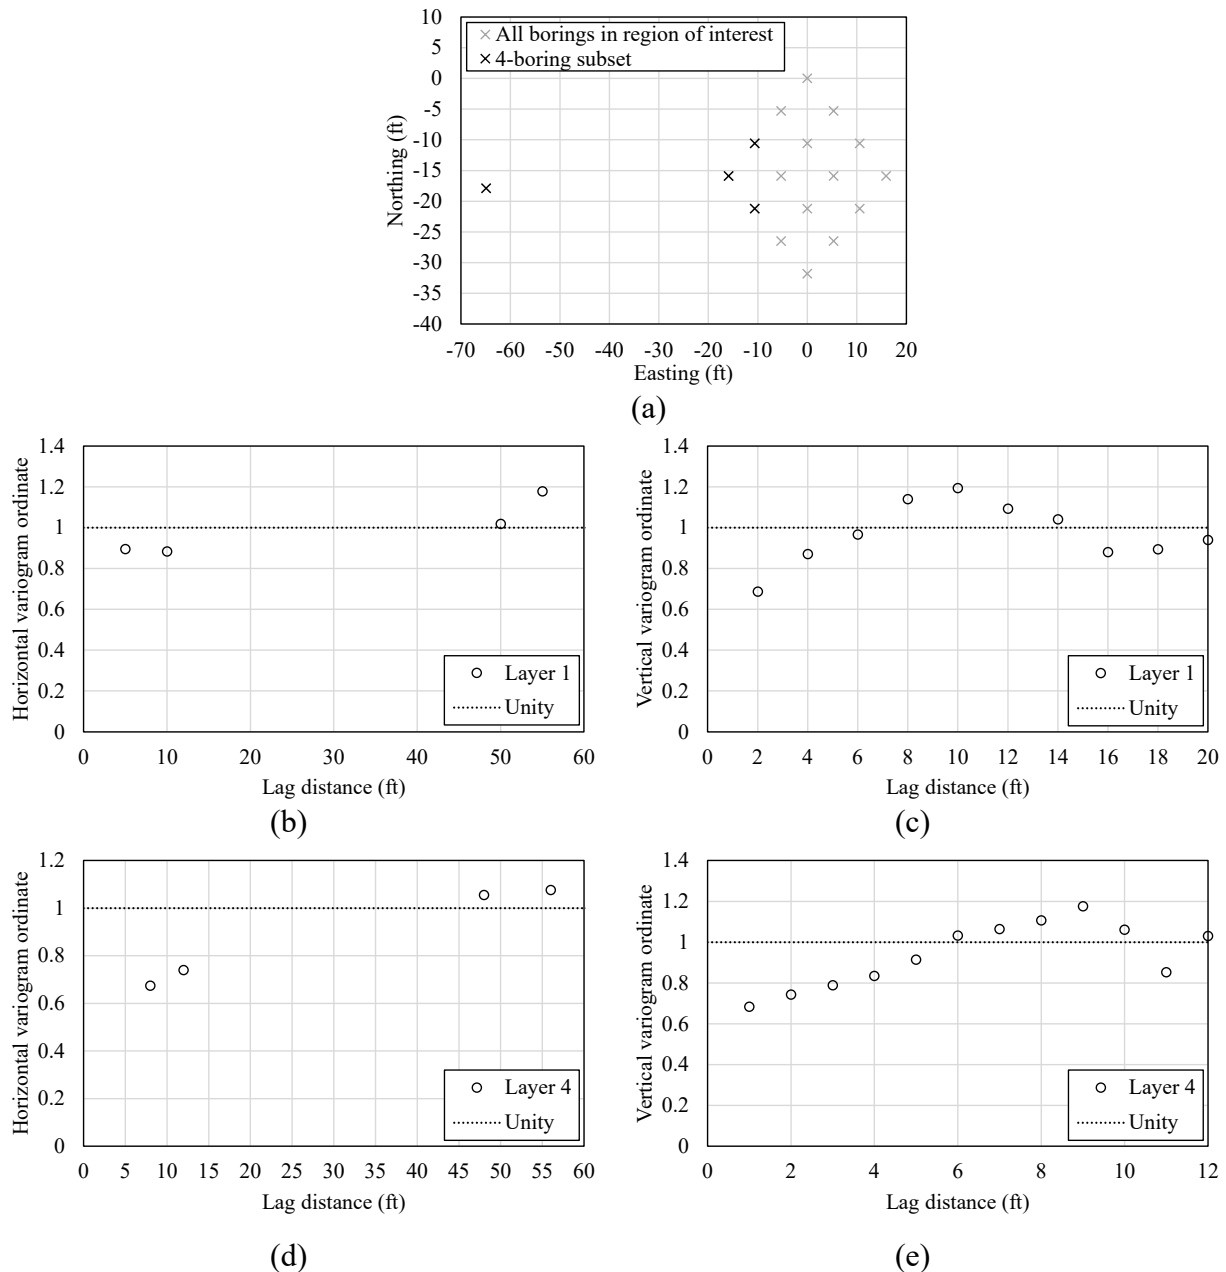 10
5
0
-5
-10
-15
-20
-25
-30
-35
-40
Northing (ft)
All borings in region of interest
4-boring subset
-70 -60 -50 -40 -30 -20 -10 0 10 20
Easting (ft)
(a)
1.4
1.2
1
0.8
0.6
0.4
0.2
0
Horizontal variogram ordinate
Layer 1
Unity
0 10 20 30 40 50 60
Lag distance (ft)
(b)
1.4
1.2
1
0.8
0.6
0.4
0.2
0
Vertical variogram ordinate
Layer 1
Unity
0 2 4 6 8 10 12 14 16 18 20
Lag distance (ft)
(c)
1.2
1
0.8
0.6
0.4
0.2
0
Horizontal variogram ordinate
Layer 4
Unity
0 5 10 15 20 25 30 35 40 45 50 55 60
Lag distance (ft)
(d)
1.4
1.2
1
0.8
0.6
0.4
0.2
0
Vertical variogram ordinate
Layer 4
Unity
0 2 4 6 8 10 12
Lag distance (ft)
(e)